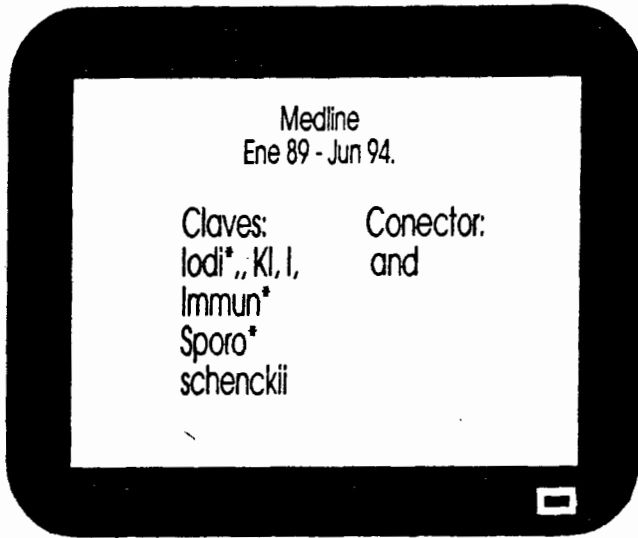 Medline
Ene 89 - Jun 94.
Claves: Conector:
Iodi*,, KI, I, and
Immun*
Sporo*
schenckii